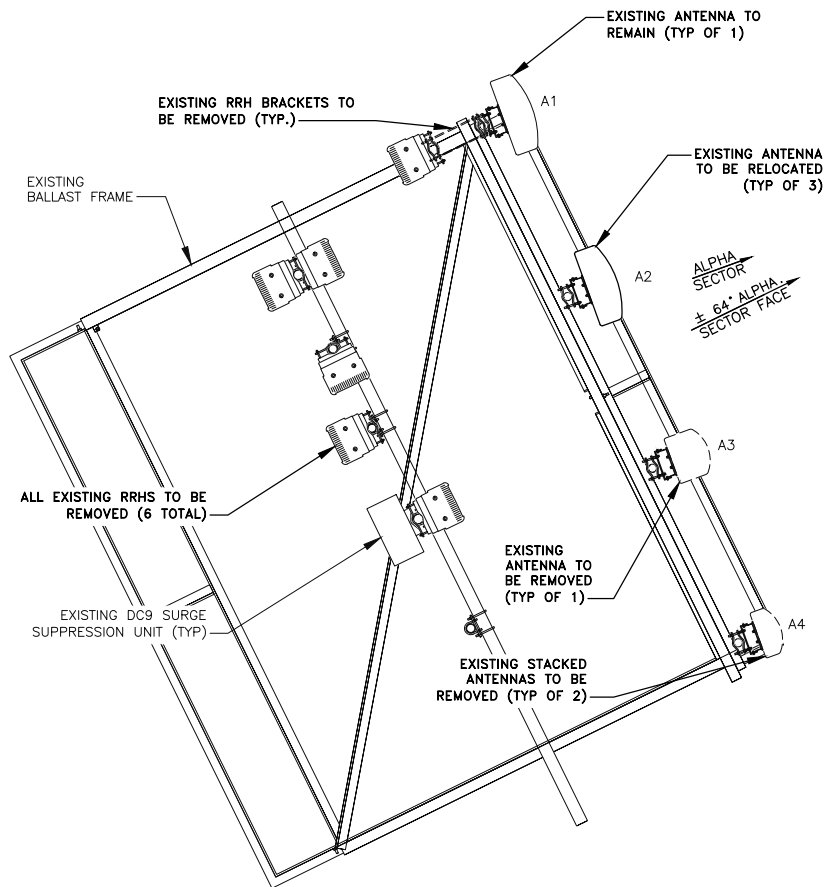 EXISTING ANTENNA TO
REMAIN (TYP OF 1)
A1
EXISTING RRH BRACKETS TO
BE REMOVED (TYP.)
EXISTING ANTENNA
TO BE RELOCATED
(TYP OF 3)
EXISTING
BALLAST FRAME
A2
ALPHA
SECTOR
± 64° ALPHA
SECTOR FACE
A3
ALL EXISTING RRHS TO BE
REMOVED (6 TOTAL)
EXISTING
ANTENNA TO
BE REMOVED
(TYP OF 1)
EXISTING DC9 SURGE
SUPPRESSION UNIT (TYP)
A4
EXISTING STACKED
ANTENNAS TO BE
REMOVED (TYP OF 2)